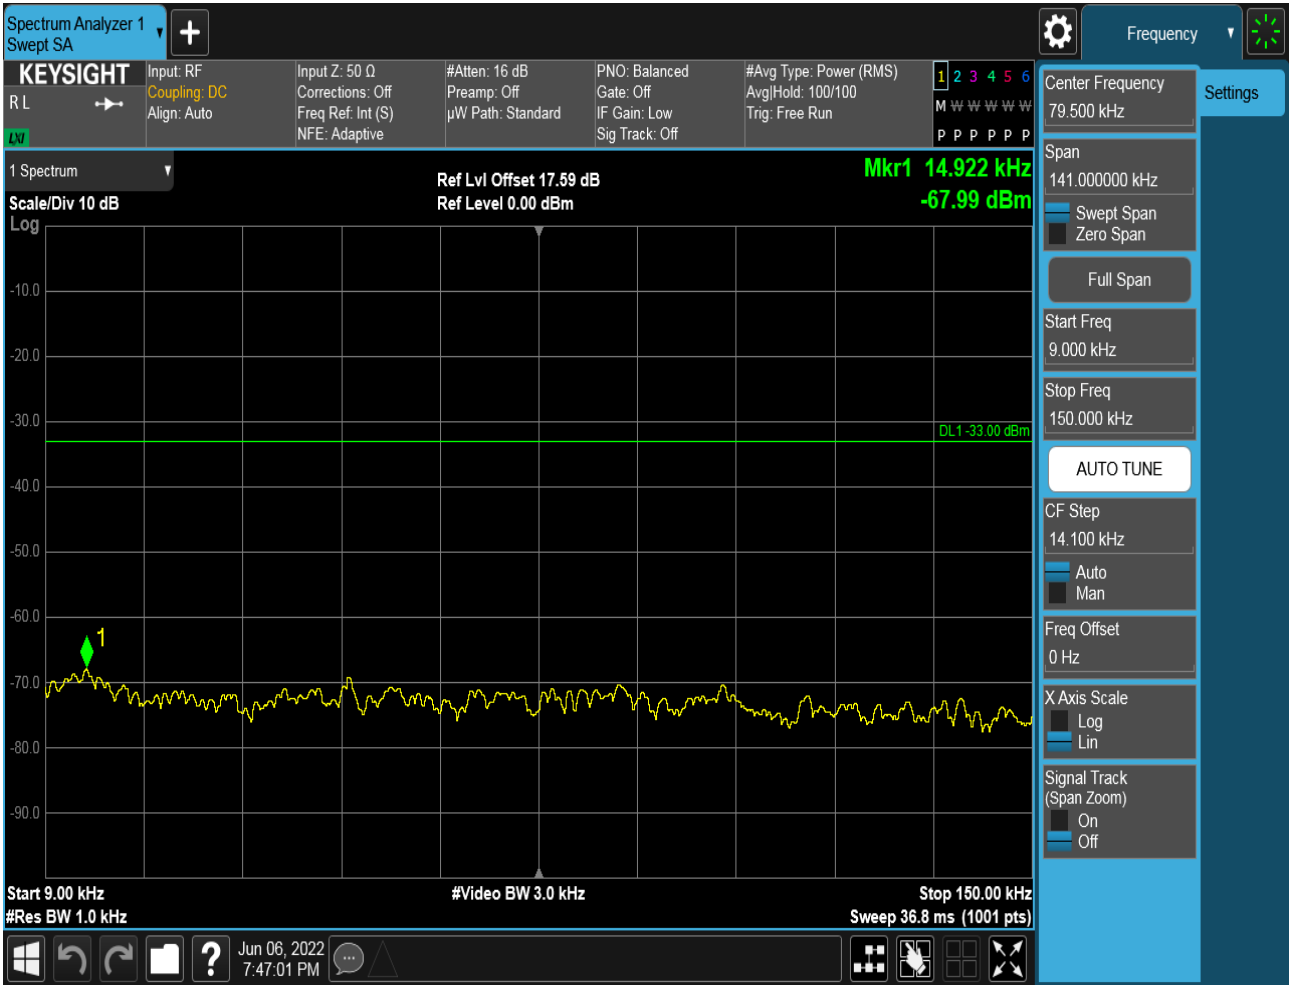 Spectrum Analyzer 1
Swept SA
Frequency
KEYSIGHT
R L
LXI
Input: RF
Coupling: DC
Align: Auto
Input Z: 50 Ω
Corrections: Off
Freq Ref: Int (S)
NFE: Adaptive
#Atten: 16 dB
Preamp: Off
µW Path: Standard
PNO: Balanced
Gate: Off
IF Gain: Low
Sig Track: Off
#Avg Type: Power (RMS)
Avg|Hold: 100/100
Trig: Free Run
1 2 3 4 5 6
M W W W W W
P P P P P P
1 Spectrum
Scale/Div 10 dB
Log
Ref Lvl Offset 17.59 dB
Ref Level 0.00 dBm
Mkr1 14.922 kHz
-67.99 dBm
-10.0
-20.0
-30.0
DL1 -33.00 dBm
-40.0
-50.0
-60.0
1
-70.0
-80.0
-90.0
Start 9.00 kHz
#Res BW 1.0 kHz
#Video BW 3.0 kHz
Stop 150.00 kHz
Sweep 36.8 ms (1001 pts)
Center Frequency
79.500 kHz
Settings
Span
141.000000 kHz
Swept Span
Zero Span
Full Span
Start Freq
9.000 kHz
Stop Freq
150.000 kHz
AUTO TUNE
CF Step
14.100 kHz
Auto
Man
Freq Offset
0 Hz
X Axis Scale
Log
Lin
Signal Track
(Span Zoom)
On
Off
?
Jun 06, 2022
7:47:01 PM